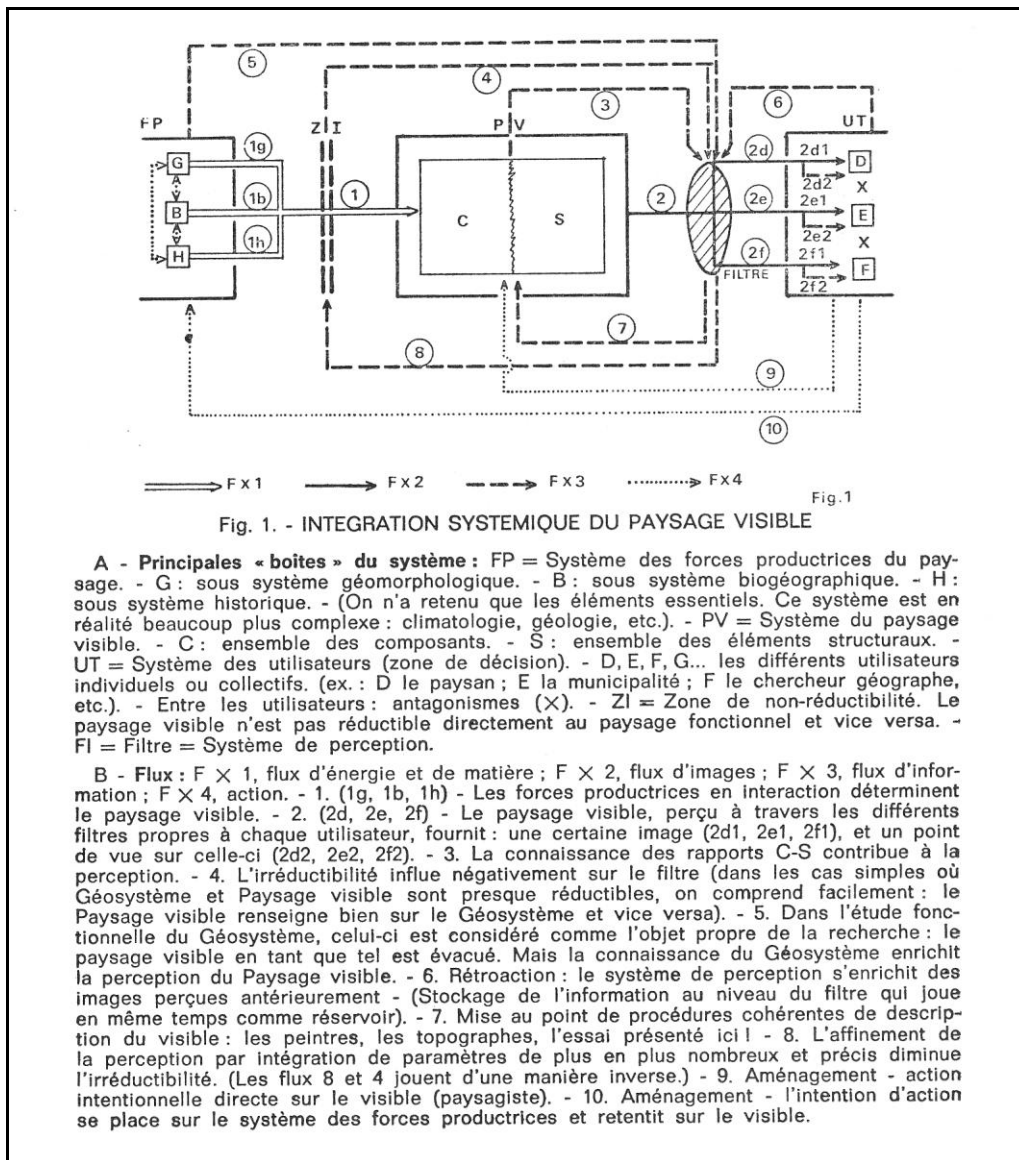 5
4
3
6
FP
Z I
P V
UT
G
1g
2d
2d1
D
2d2
X
B
1b
1
C
S
2
2e
2e1
E
2e2
X
H
1h
2f
2f1
F
FILTRE
2f2
7
8
9
10
Fx1
Fx2
Fx3
Fx4
Fig.1
Fig. 1. - INTEGRATION SYSTEMIQUE DU PAYSAGE VISIBLE
A - Principales « boîtes » du système : FP = Système des forces productrices du pay-
sage. - G : sous système géomorphologique. - B : sous système biogéographique. - H :
sous système historique. - (On n'a retenu que les éléments essentiels. Ce système est en
réalité beaucoup plus complexe : climatologie, géologie, etc.). - PV = Système du paysage
visible. - C : ensemble des composants. - S : ensemble des éléments structuraux. -
UT = Système des utilisateurs (zone de décision). - D, E, F, G... les différents utilisateurs
individuels ou collectifs. (ex. : D le paysan ; E la municipalité ; F le chercheur géographe,
etc.). - Entre les utilisateurs : antagonismes (X). - ZI = Zone de non-réductibilité. Le
paysage visible n'est pas réductible directement au paysage fonctionnel et vice versa. -
FI = Filtre = Système de perception.
B - Flux : F X 1, flux d'énergie et de matière ; F X 2, flux d'images ; F X 3, flux d'infor-
mation ; F X 4, action. - 1. (1g, 1b, 1h) - Les forces productrices en interaction déterminent
le paysage visible. - 2. (2d, 2e, 2f) - Le paysage visible, perçu à travers les différents
filtres propres à chaque utilisateur, fournit : une certaine image (2d1, 2e1, 2f1), et un point
de vue sur celle-ci (2d2, 2e2, 2f2). - 3. La connaissance des rapports C-S contribue à la
perception. - 4. L'irréductibilité influe négativement sur le filtre (dans les cas simples où
Géosystème et Paysage visible sont presque réductibles, on comprend facilement : le
Paysage visible renseigne bien sur le Géosystème et vice versa). - 5. Dans l'étude fonc-
tionnelle du Géosystème, celui-ci est considéré comme l'objet propre de la recherche : le
paysage visible en tant que tel est évacué. Mais la connaissance du Géosystème enrichit
la perception du Paysage visible. - 6. Rétroaction : le système de perception s'enrichit des
images perçues antérieurement - (Stockage de l'information au niveau du filtre qui joue
en même temps comme réservoir). - 7. Mise au point de procédures cohérentes de descrip-
tion du visible : les peintres, les topographes, l'essai présenté ici ! - 8. L'affinement de
la perception par intégration de paramètres de plus en plus nombreux et précis diminue
l'irréductibilité. (Les flux 8 et 4 jouent d'une manière inverse.) - 9. Aménagement - action
intentionnelle directe sur le visible (paysagiste). - 10. Aménagement - l'intention d'action
se place sur le système des forces productrices et retentit sur le visible.